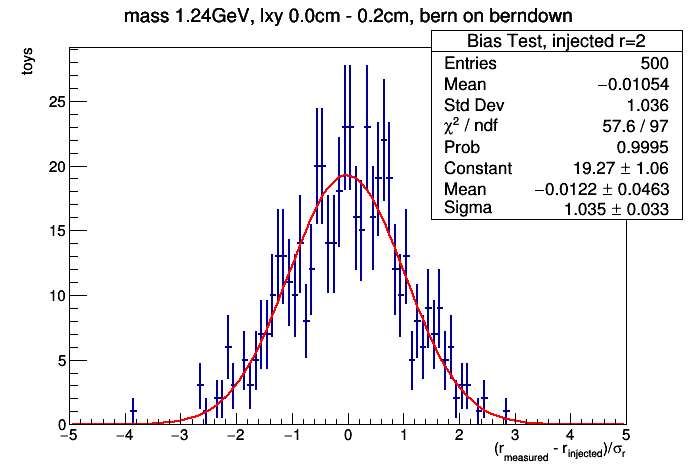 mass 1.24GeV, lxy 0.0cm - 0.2cm, bern on berndown
Bias Test, injected r=2
Entries 500
Mean −0.01054
Std Dev 1.036
χ² / ndf 57.6 / 97
Prob 0.9995
Constant 19.27 ± 1.06
Mean −0.0122 ± 0.0463
Sigma 1.035 ± 0.033
toys
25
20
15
10
5
0
−5 −4 −3 −2 −1 0 1 2 3 4 5
(r_measured - r_injected)/σ_r